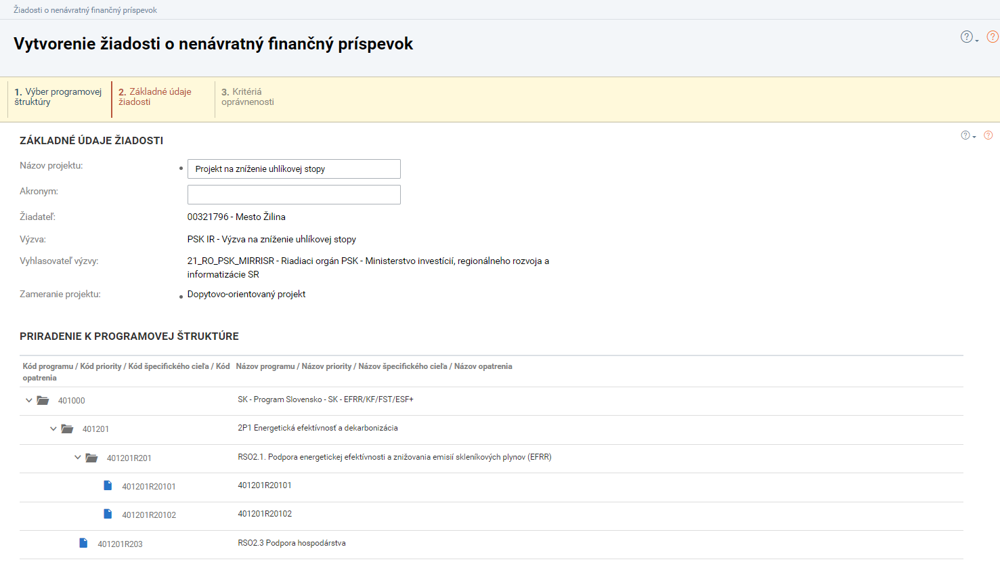 Žiadosti o nenávratný finančný príspevok
Vytvorenie žiadosti o nenávratný finančný príspevok
1. Výber programovej
štruktúry
2. Základné údaje
žiadosti
3. Kritériá
oprávnenosti
ZÁKLADNÉ ÚDAJE ŽIADOSTI
Názov projektu: Projekt na zníženie uhlíkovej stopy
Akronym:
Žiadateľ: 00321796 - Mesto Žilina
Výzva: PSK IR - Výzva na zníženie uhlíkovej stopy
Vyhlasovateľ výzvy: 21_RO_PSK_MIRRISR - Riadiaci orgán PSK - Ministerstvo investícií, regionálneho rozvoja a
informatizácie SR
Zameranie projektu: Dopytovo-orientovaný projekt
PRIRADENIE K PROGRAMOVEJ ŠTRUKTÚRE
Kód programu / Kód priority / Kód špecifického cieľa / Kód
opatrenia
Názov programu / Názov priority / Názov špecifického cieľa / Názov opatrenia
401000 SK - Program Slovensko - SK - EFRR/KF/FST/ESF+
401201 2P1 Energetická efektívnosť a dekarbonizácia
401201R201 RSO2.1. Podpora energetickej efektívnosti a znižovania emisií skleníkových plynov (EFRR)
401201R20101 401201R20101
401201R20102 401201R20102
401201R203 RSO2.3 Podpora hospodárstva